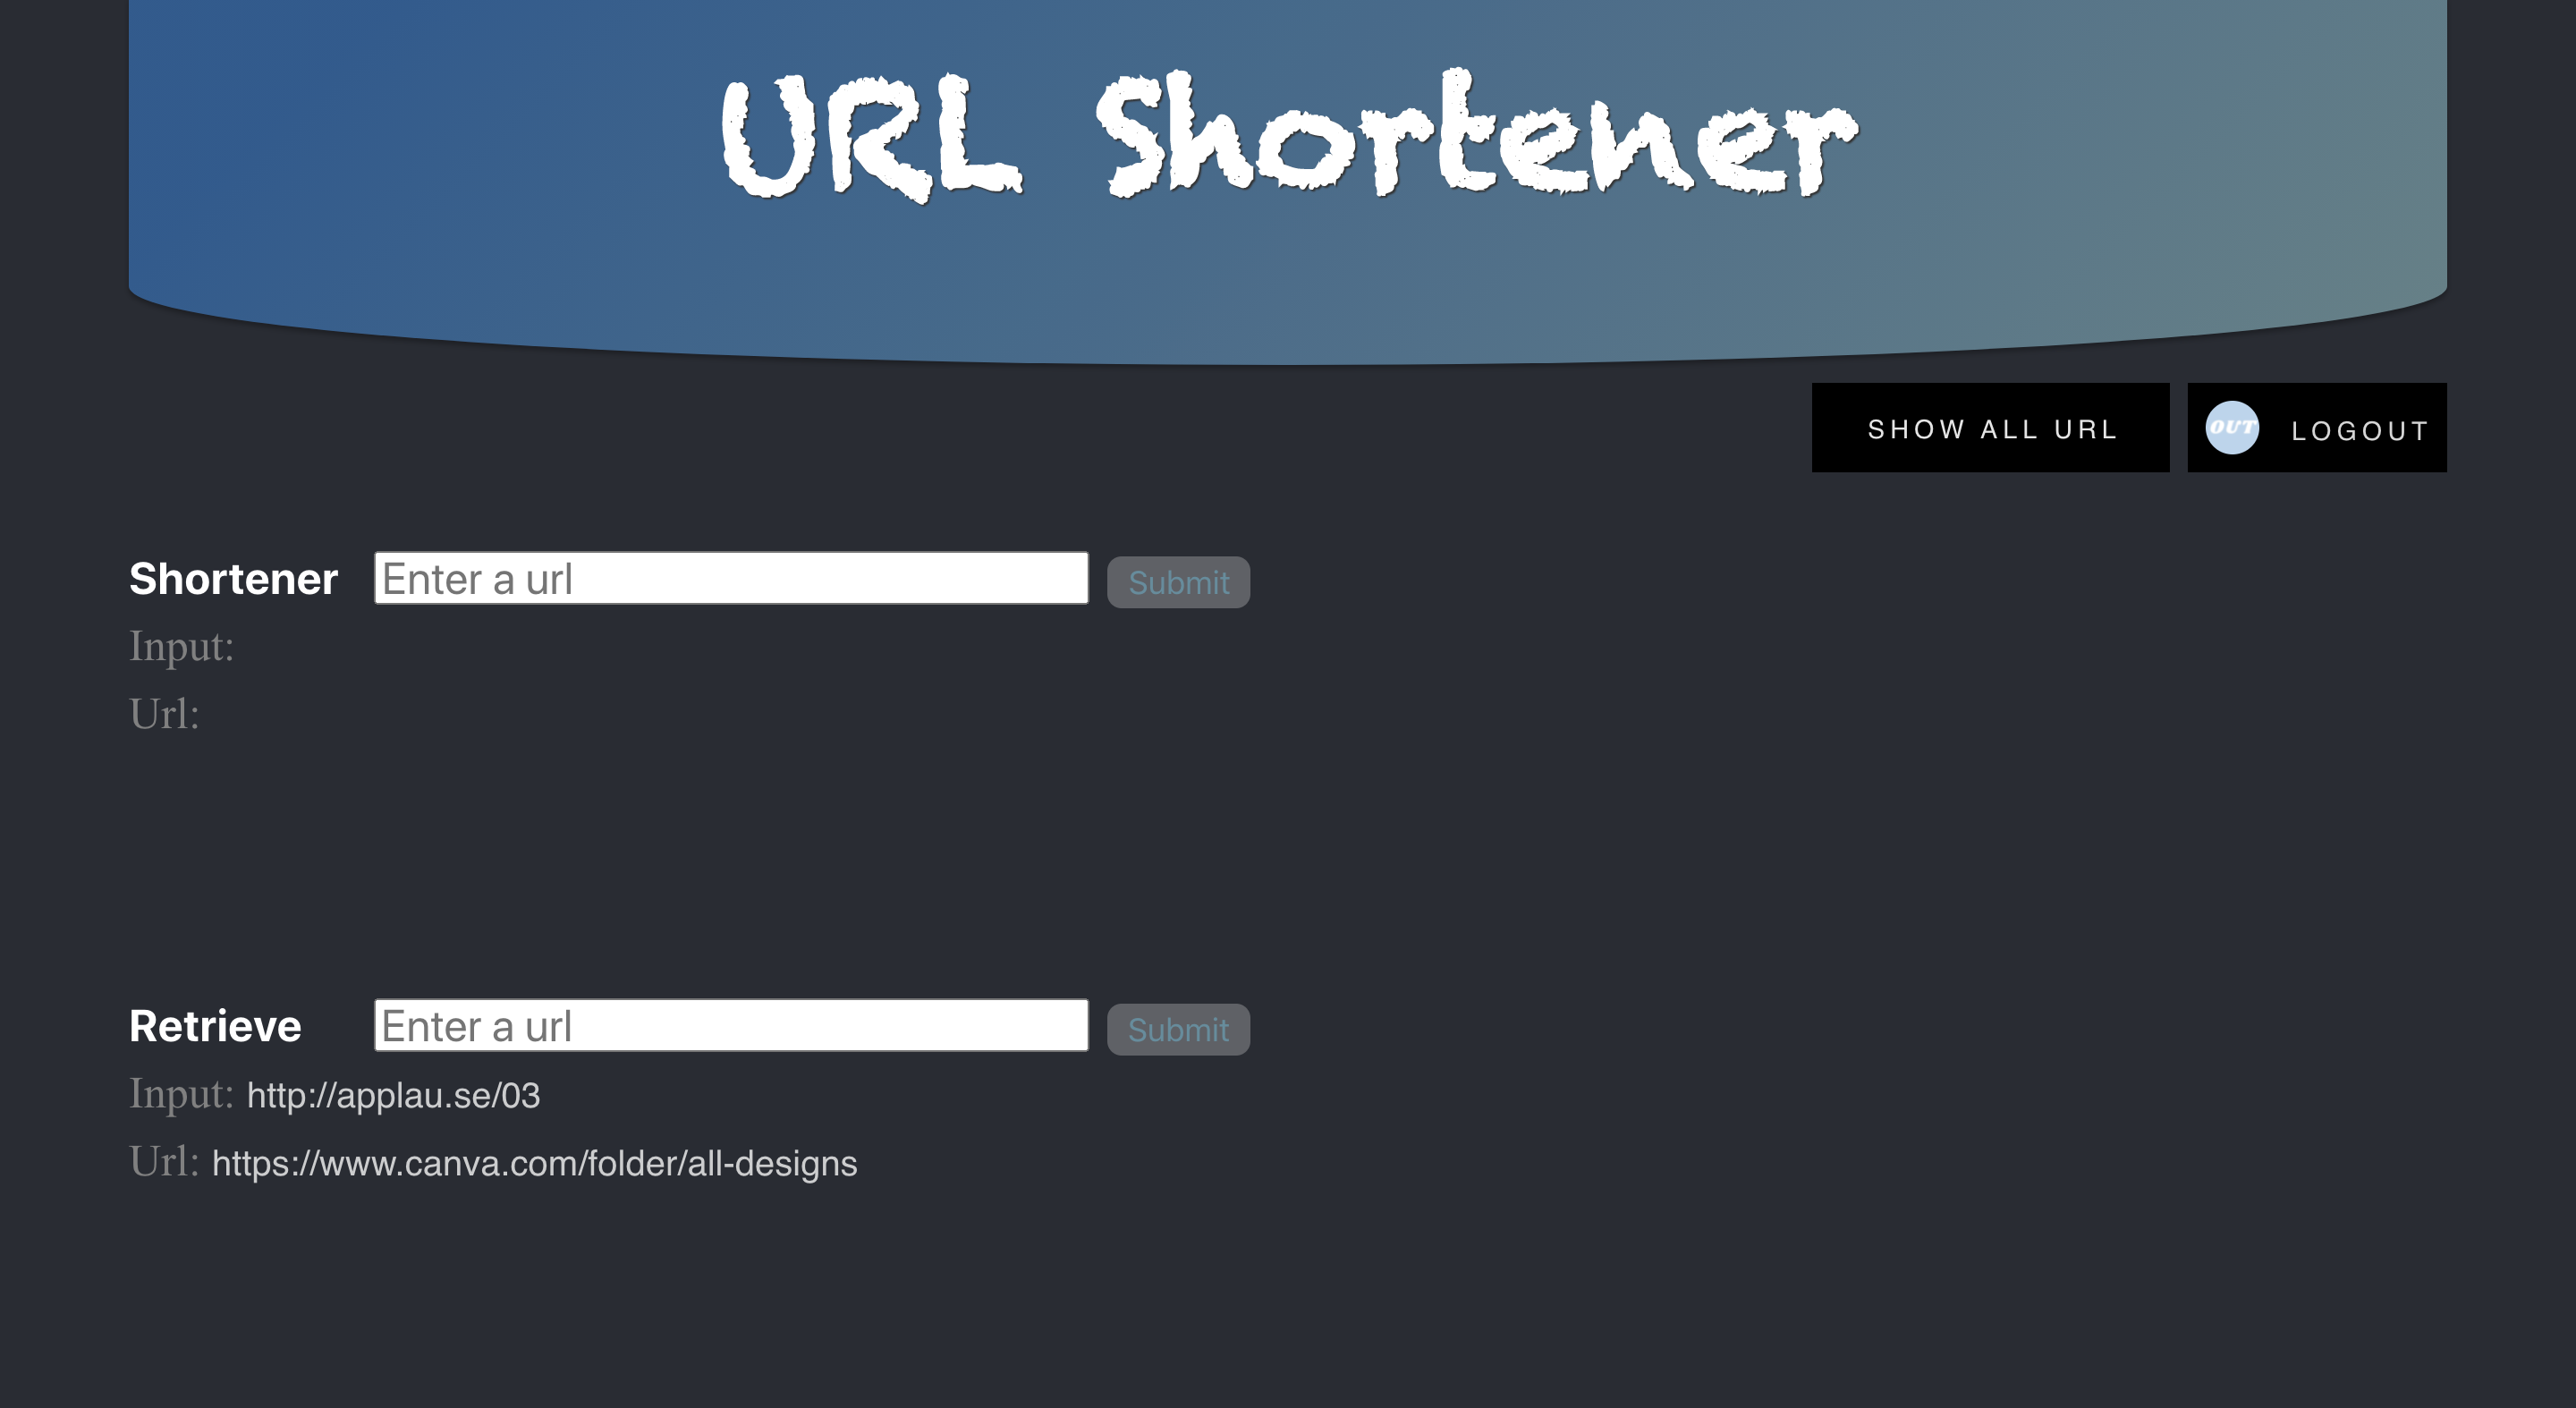 URL Shortener
SHOW ALL URL
OUT LOGOUT
Shortener Enter a url Submit
Input:
Url:
Retrieve Enter a url Submit
Input: http://applau.se/03
Url: https://www.canva.com/folder/all-designs